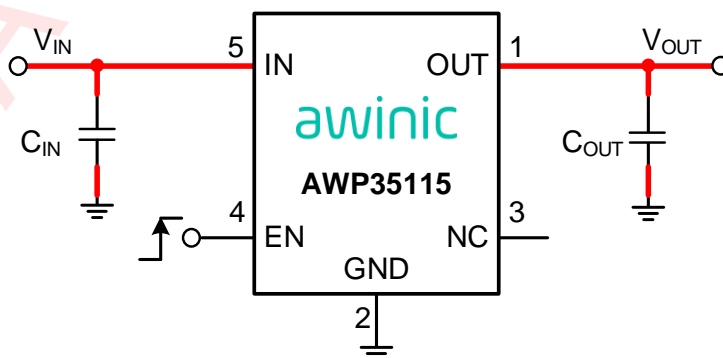 VIN
5
IN
OUT
1
VOUT
CIN
awinic
AWP35115
COUT
4
EN
NC
3
GND
2